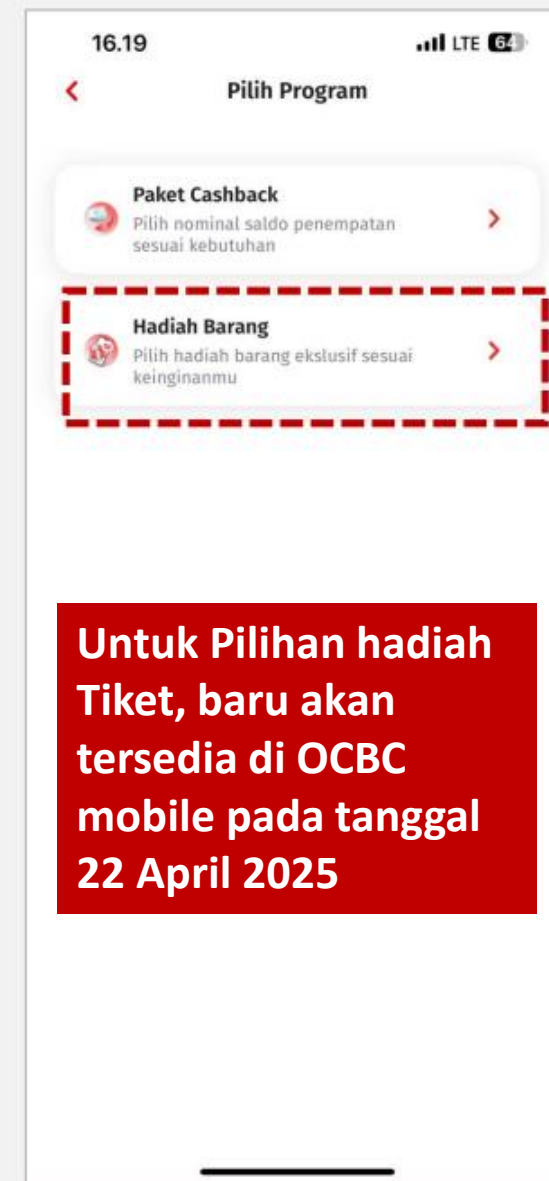 16.19 LTE 64
Pilih Program
Paket Cashback
Pilih nominal saldo penempatan
sesuai kebutuhan
Hadiah Barang
Pilih hadiah barang ekslusif sesuai
keinginanmu
Untuk Pilihan hadiah
Tiket, baru akan
tersedia di OCBC
mobile pada tanggal
22 April 2025